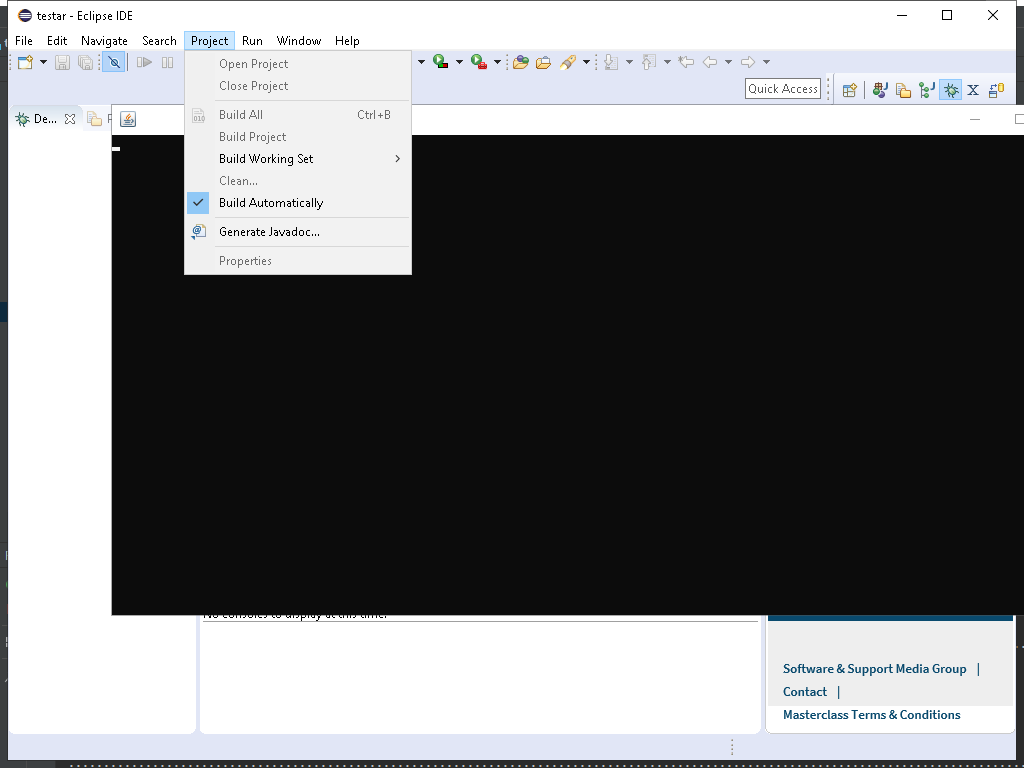 testar - Eclipse IDE
File Edit Navigate Search Project Run Window Help
Open Project
Close Project
Quick Access
De...
Build All Ctrl+B
Build Project
Build Working Set
Clean...
Build Automatically
Generate Javadoc...
Properties
No consoles to display at this time.
Software & Support Media Group |
Contact |
Masterclass Terms & Conditions